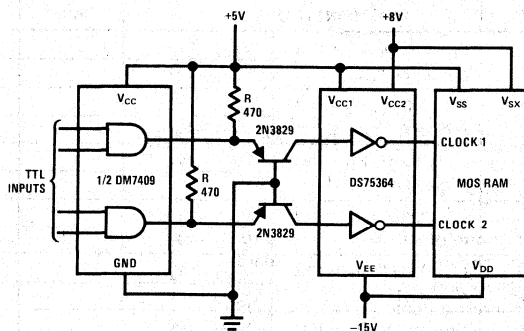 +5V
+8V
VCC
VCC1
VCC2
VSS
VSX
R
470
2N3829
TTL
INPUTS
1/2 DM7409
R
470
DS75364
CLOCK 1
MOS RAM
2N3829
CLOCK 2
GND
VEE
VDD
−15V